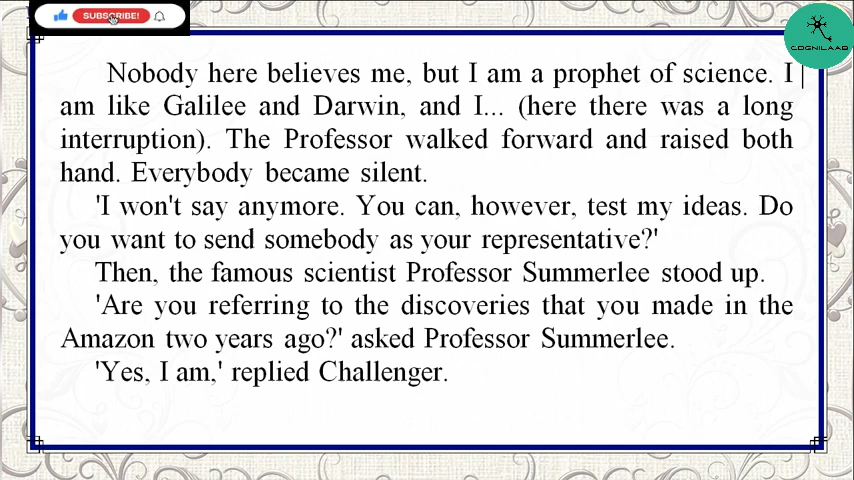 SUBSCRIBE!
COGNILAAB
Nobody here believes me, but I am a prophet of science. I
am like Galilee and Darwin, and I... (here there was a long
interruption). The Professor walked forward and raised both
hand. Everybody became silent.
'I won't say anymore. You can, however, test my ideas. Do
you want to send somebody as your representative?'
Then, the famous scientist Professor Summerlee stood up.
'Are you referring to the discoveries that you made in the
Amazon two years ago?' asked Professor Summerlee.
'Yes, I am,' replied Challenger.